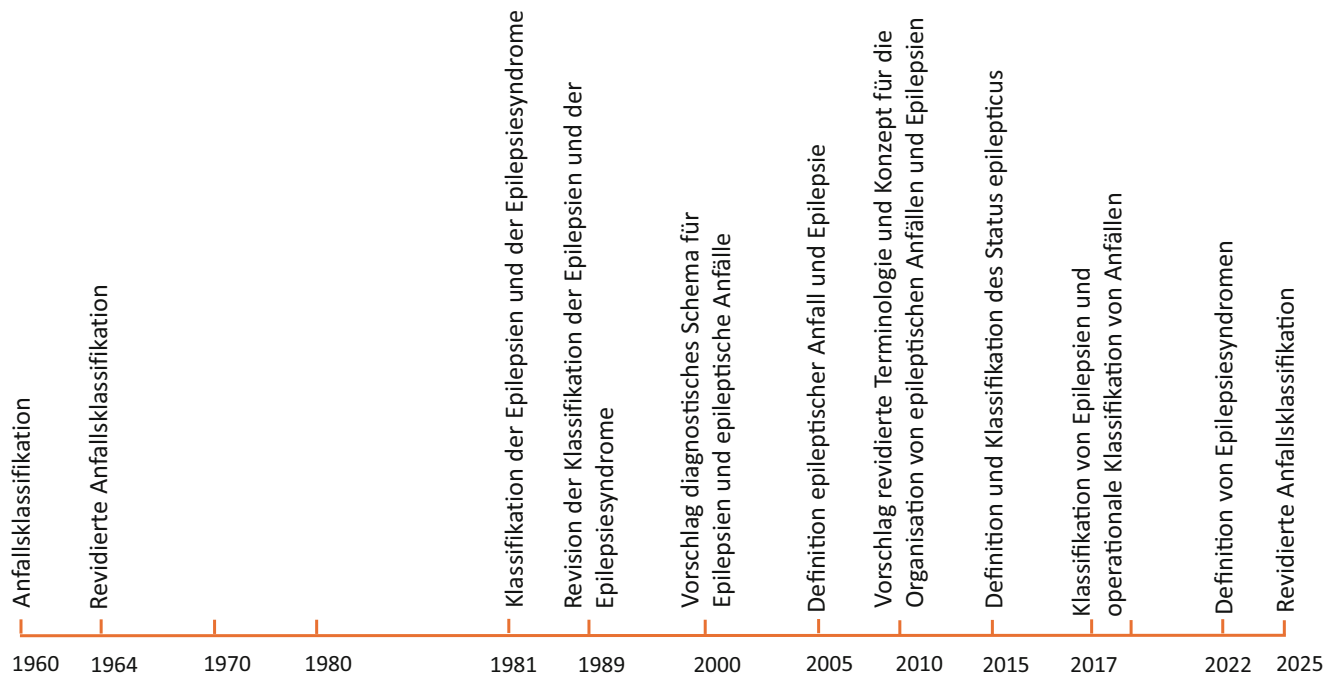 Anfallsklassifikation
Revidierte Anfallsklassifikation
Klassifikation der Epilepsien und der Epilepsiesyndrome
Revision der Klassifikation der Epilepsien und der
Epilepsiesyndrome
Vorschlag diagnostisches Schema für
Epilepsien und epileptische Anfälle
Definition epileptischer Anfall und Epilepsie
Vorschlag revidierte Terminologie und Konzept für die
Organisation von epileptischen Anfällen und Epilepsien
Definition und Klassifikation des Status epilepticus
Klassifikation von Epilepsien und
operationale Klassifikation von Anfällen
Definition von Epilepsiesyndromen
Revidierte Anfallsklassifikation
1960
1964
1970
1980
1981
1989
2000
2005
2010
2015
2017
2022
2025